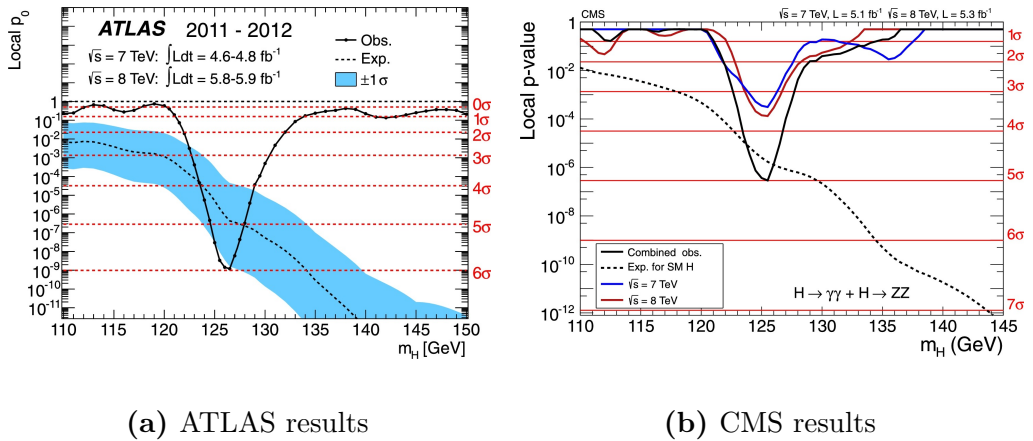 ATLAS 2011 - 2012
√s = 7 TeV: ∫Ldt = 4.6-4.8 fb⁻¹
√s = 8 TeV: ∫Ldt = 5.8-5.9 fb⁻¹
Obs.
Exp.
±1σ
Local p₀
1
10⁻¹
10⁻²
10⁻³
10⁻⁴
10⁻⁵
10⁻⁶
10⁻⁷
10⁻⁸
10⁻⁹
10⁻¹⁰
10⁻¹¹
0σ
1σ
2σ
3σ
4σ
5σ
6σ
110 115 120 125 130 135 140 145 150
m_H [GeV]
(a) ATLAS results
CMS √s = 7 TeV, L = 5.1 fb⁻¹ √s = 8 TeV, L = 5.3 fb⁻¹
Local p-value
1
10⁻²
10⁻⁴
10⁻⁶
10⁻⁸
10⁻¹⁰
10⁻¹²
1σ
2σ
3σ
4σ
5σ
6σ
7σ
Combined obs.
Exp. for SM H
√s = 7 TeV
√s = 8 TeV
H → γγ + H → ZZ
110 115 120 125 130 135 140 145
m_H (GeV)
(b) CMS results